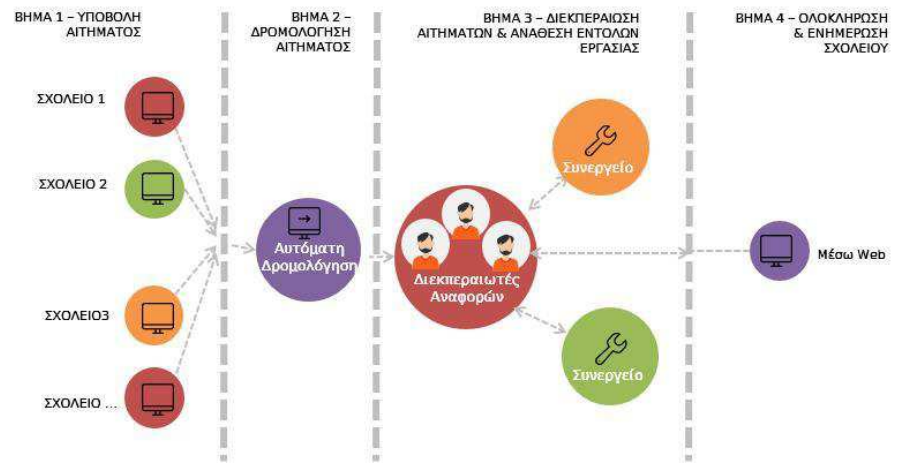 ΒΗΜΑ 1 – ΥΠΟΒΟΛΗ
ΑΙΤΗΜΑΤΟΣ
ΒΗΜΑ 2 –
ΔΡΟΜΟΛΟΓΗΣΗ
ΑΙΤΗΜΑΤΟΣ
ΒΗΜΑ 3 – ΔΙΕΚΠΕΡΑΙΩΣΗ
ΑΙΤΗΜΑΤΩΝ & ΑΝΑΘΕΣΗ ΕΝΤΟΛΩΝ
ΕΡΓΑΣΙΑΣ
ΒΗΜΑ 4 – ΟΛΟΚΛΗΡΩΣΗ
& ΕΝΗΜΕΡΩΣΗ
ΣΧΟΛΕΙΟΥ
ΣΧΟΛΕΙΟ 1
ΣΧΟΛΕΙΟ 2
ΣΧΟΛΕΙΟ3
ΣΧΟΛΕΙΟ ...
Αυτόματη
Δρομολόγηση
Συνεργείο
Διεκπεραιωτές
Αναφορών
Συνεργείο
Μέσω Web